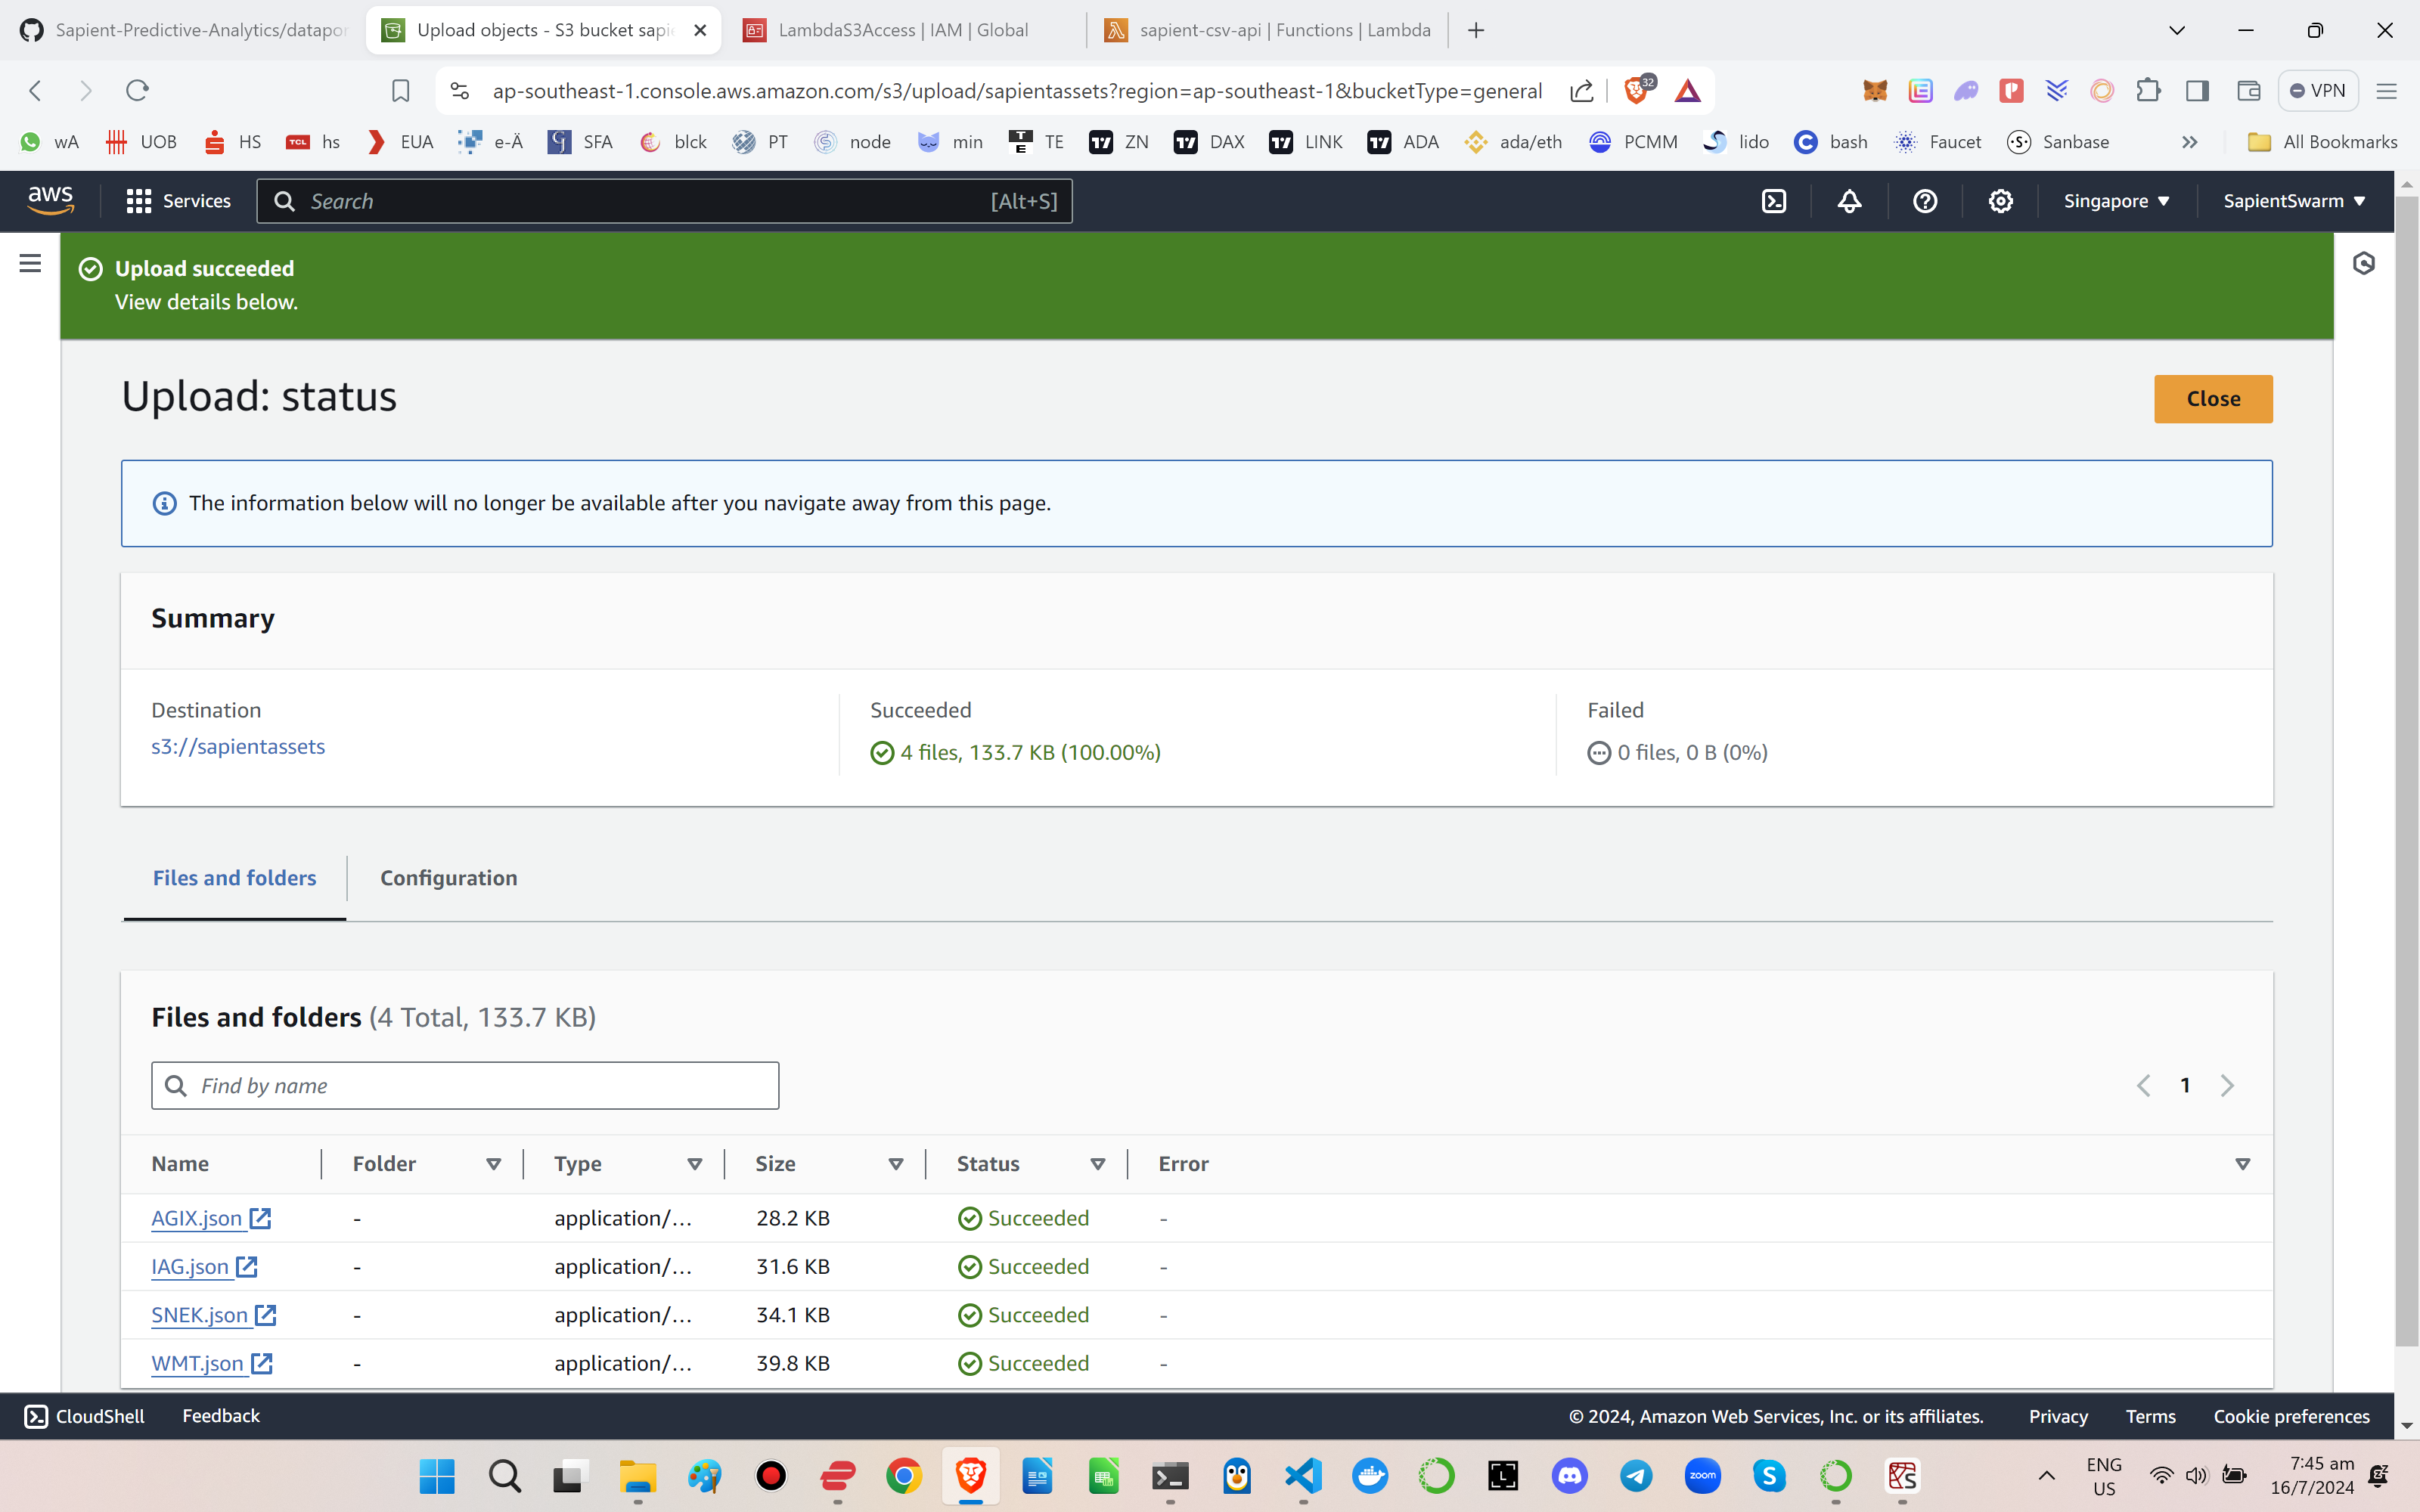 Sapient-Predictive-Analytics/datapor
Upload objects - S3 bucket sapie
LambdaS3Access | IAM | Global
sapient-csv-api | Functions | Lambda
ap-southeast-1.console.aws.amazon.com/s3/upload/sapientassets?region=ap-southeast-1&bucketType=general
32
VPN
wA
UOB
HS
TCL
hs
EUA
e-Ä
SFA
blck
PT
node
min
TE
ZN
DAX
LINK
ADA
ada/eth
PCMM
lido
bash
Faucet
Sanbase
All Bookmarks
aws
Services
Search
[Alt+S]
Singapore
SapientSwarm
Upload succeeded
View details below.
Upload: status
Close
The information below will no longer be available after you navigate away from this page.
Summary
Destination
s3://sapientassets
Succeeded
4 files, 133.7 KB (100.00%)
Failed
0 files, 0 B (0%)
Files and folders
Configuration
Files and folders (4 Total, 133.7 KB)
Find by name
1
Name Folder Type Size Status Error
AGIX.json - application/... 28.2 KB Succeeded -
IAG.json - application/... 31.6 KB Succeeded -
SNEK.json - application/... 34.1 KB Succeeded -
WMT.json - application/... 39.8 KB Succeeded -
CloudShell
Feedback
© 2024, Amazon Web Services, Inc. or its affiliates.
Privacy
Terms
Cookie preferences
zoom
ENG
US
7:45 am
16/7/2024